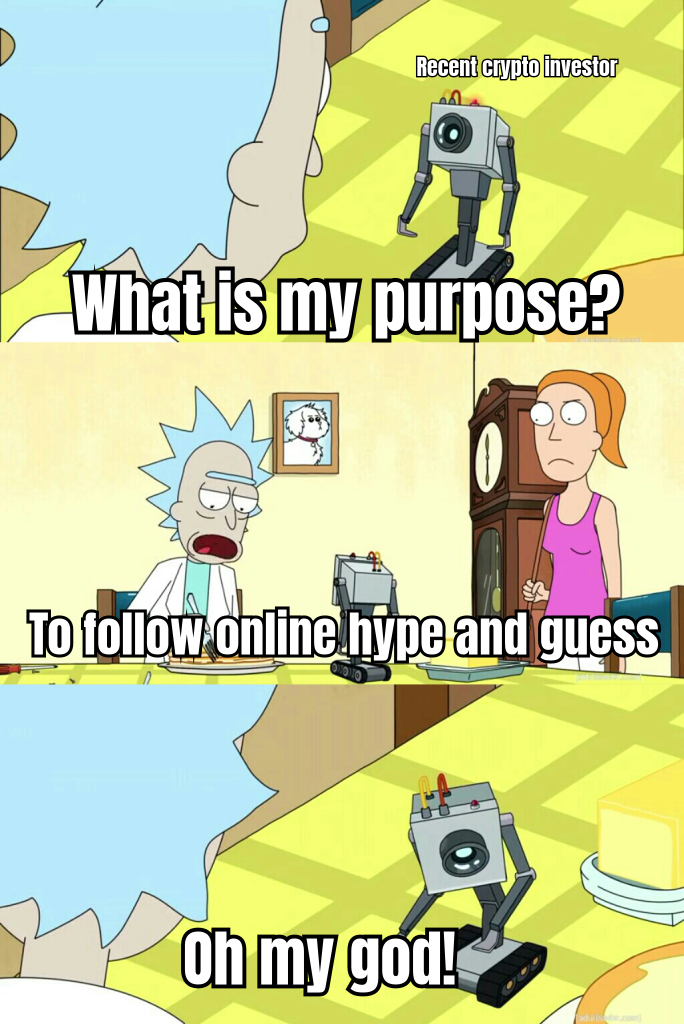 Recent crypto investor
What is my purpose?
To follow online hype and guess
Oh my god!